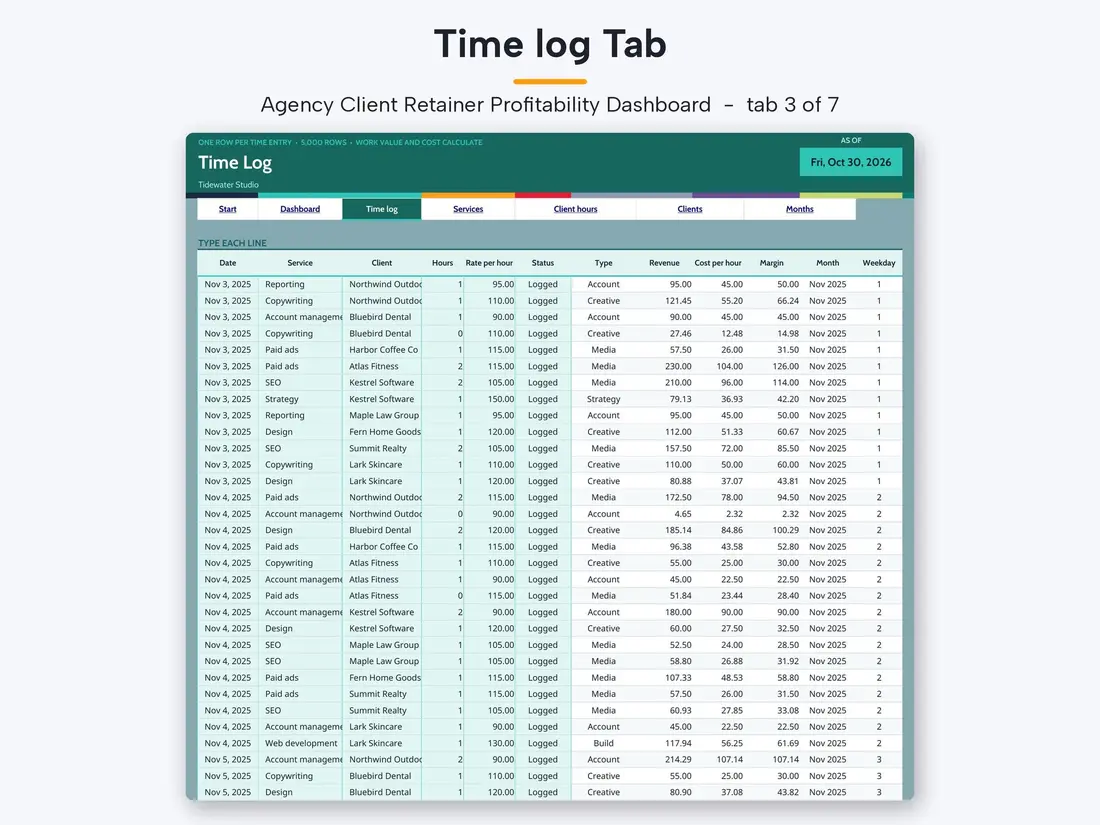 Time log Tab
Agency Client Retainer Profitability Dashboard - tab 3 of 7
ONE ROW PER TIME ENTRY • 5,000 ROWS • WORK VALUE AND COST CALCULATE
AS OF
Time Log
Fri, Oct 30, 2026
Tidewater Studio
Start Dashboard Time log Services Client hours Clients Months
TYPE EACH LINE
Date Service Client Hours Rate per hour Status Type Revenue Cost per hour Margin Month Weekday
Nov 3, 2025 Reporting Northwind Outdoo 1 95.00 Logged Account 95.00 45.00 50.00 Nov 2025 1
Nov 3, 2025 Copywriting Northwind Outdoo 1 110.00 Logged Creative 121.45 55.20 66.24 Nov 2025 1
Nov 3, 2025 Account manageme Bluebird Dental 1 90.00 Logged Account 90.00 45.00 45.00 Nov 2025 1
Nov 3, 2025 Copywriting Bluebird Dental 0 110.00 Logged Creative 27.46 12.48 14.98 Nov 2025 1
Nov 3, 2025 Paid ads Harbor Coffee Co 1 115.00 Logged Media 57.50 26.00 31.50 Nov 2025 1
Nov 3, 2025 Paid ads Atlas Fitness 2 115.00 Logged Media 230.00 104.00 126.00 Nov 2025 1
Nov 3, 2025 SEO Kestrel Software 2 105.00 Logged Media 210.00 96.00 114.00 Nov 2025 1
Nov 3, 2025 Strategy Kestrel Software 1 150.00 Logged Strategy 79.13 36.93 42.20 Nov 2025 1
Nov 3, 2025 Reporting Maple Law Group 1 95.00 Logged Account 95.00 45.00 50.00 Nov 2025 1
Nov 3, 2025 Design Fern Home Goods 1 120.00 Logged Creative 112.00 51.33 60.67 Nov 2025 1
Nov 3, 2025 SEO Summit Realty 2 105.00 Logged Media 157.50 72.00 85.50 Nov 2025 1
Nov 3, 2025 Copywriting Lark Skincare 1 110.00 Logged Creative 110.00 50.00 60.00 Nov 2025 1
Nov 3, 2025 Design Lark Skincare 1 120.00 Logged Creative 80.88 37.07 43.81 Nov 2025 1
Nov 4, 2025 Paid ads Northwind Outdoo 2 115.00 Logged Media 172.50 78.00 94.50 Nov 2025 2
Nov 4, 2025 Account manageme Northwind Outdoo 0 90.00 Logged Account 4.65 2.32 2.32 Nov 2025 2
Nov 4, 2025 Design Bluebird Dental 2 120.00 Logged Creative 185.14 84.86 100.29 Nov 2025 2
Nov 4, 2025 Paid ads Harbor Coffee Co 1 115.00 Logged Media 96.38 43.58 52.80 Nov 2025 2
Nov 4, 2025 Copywriting Atlas Fitness 1 110.00 Logged Creative 55.00 25.00 30.00 Nov 2025 2
Nov 4, 2025 Account manageme Atlas Fitness 1 90.00 Logged Account 45.00 22.50 22.50 Nov 2025 2
Nov 4, 2025 Paid ads Atlas Fitness 0 115.00 Logged Media 51.84 23.44 28.40 Nov 2025 2
Nov 4, 2025 Account manageme Kestrel Software 2 90.00 Logged Account 180.00 90.00 90.00 Nov 2025 2
Nov 4, 2025 Design Kestrel Software 1 120.00 Logged Creative 60.00 27.50 32.50 Nov 2025 2
Nov 4, 2025 SEO Maple Law Group 1 105.00 Logged Media 52.50 24.00 28.50 Nov 2025 2
Nov 4, 2025 SEO Maple Law Group 1 105.00 Logged Media 58.80 26.88 31.92 Nov 2025 2
Nov 4, 2025 Paid ads Fern Home Goods 1 115.00 Logged Media 107.33 48.53 58.80 Nov 2025 2
Nov 4, 2025 Paid ads Summit Realty 1 115.00 Logged Media 57.50 26.00 31.50 Nov 2025 2
Nov 4, 2025 SEO Summit Realty 1 105.00 Logged Media 60.93 27.85 33.08 Nov 2025 2
Nov 4, 2025 Account manageme Lark Skincare 1 90.00 Logged Account 45.00 22.50 22.50 Nov 2025 2
Nov 4, 2025 Web development Lark Skincare 1 130.00 Logged Build 117.94 56.25 61.69 Nov 2025 2
Nov 5, 2025 Account manageme Northwind Outdoo 2 90.00 Logged Account 214.29 107.14 107.14 Nov 2025 3
Nov 5, 2025 Copywriting Bluebird Dental 1 110.00 Logged Creative 55.00 25.00 30.00 Nov 2025 3
Nov 5, 2025 Design Bluebird Dental 1 120.00 Logged Creative 80.90 37.08 43.82 Nov 2025 3